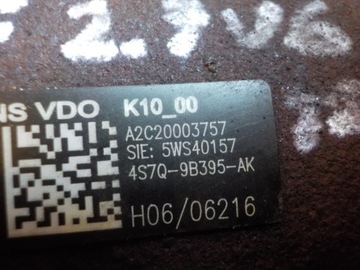 2.7 V6
NS VDO K10_00
A2C20003757
SIE: 5WS40157
4S7Q-9B395-AK
H06/06216